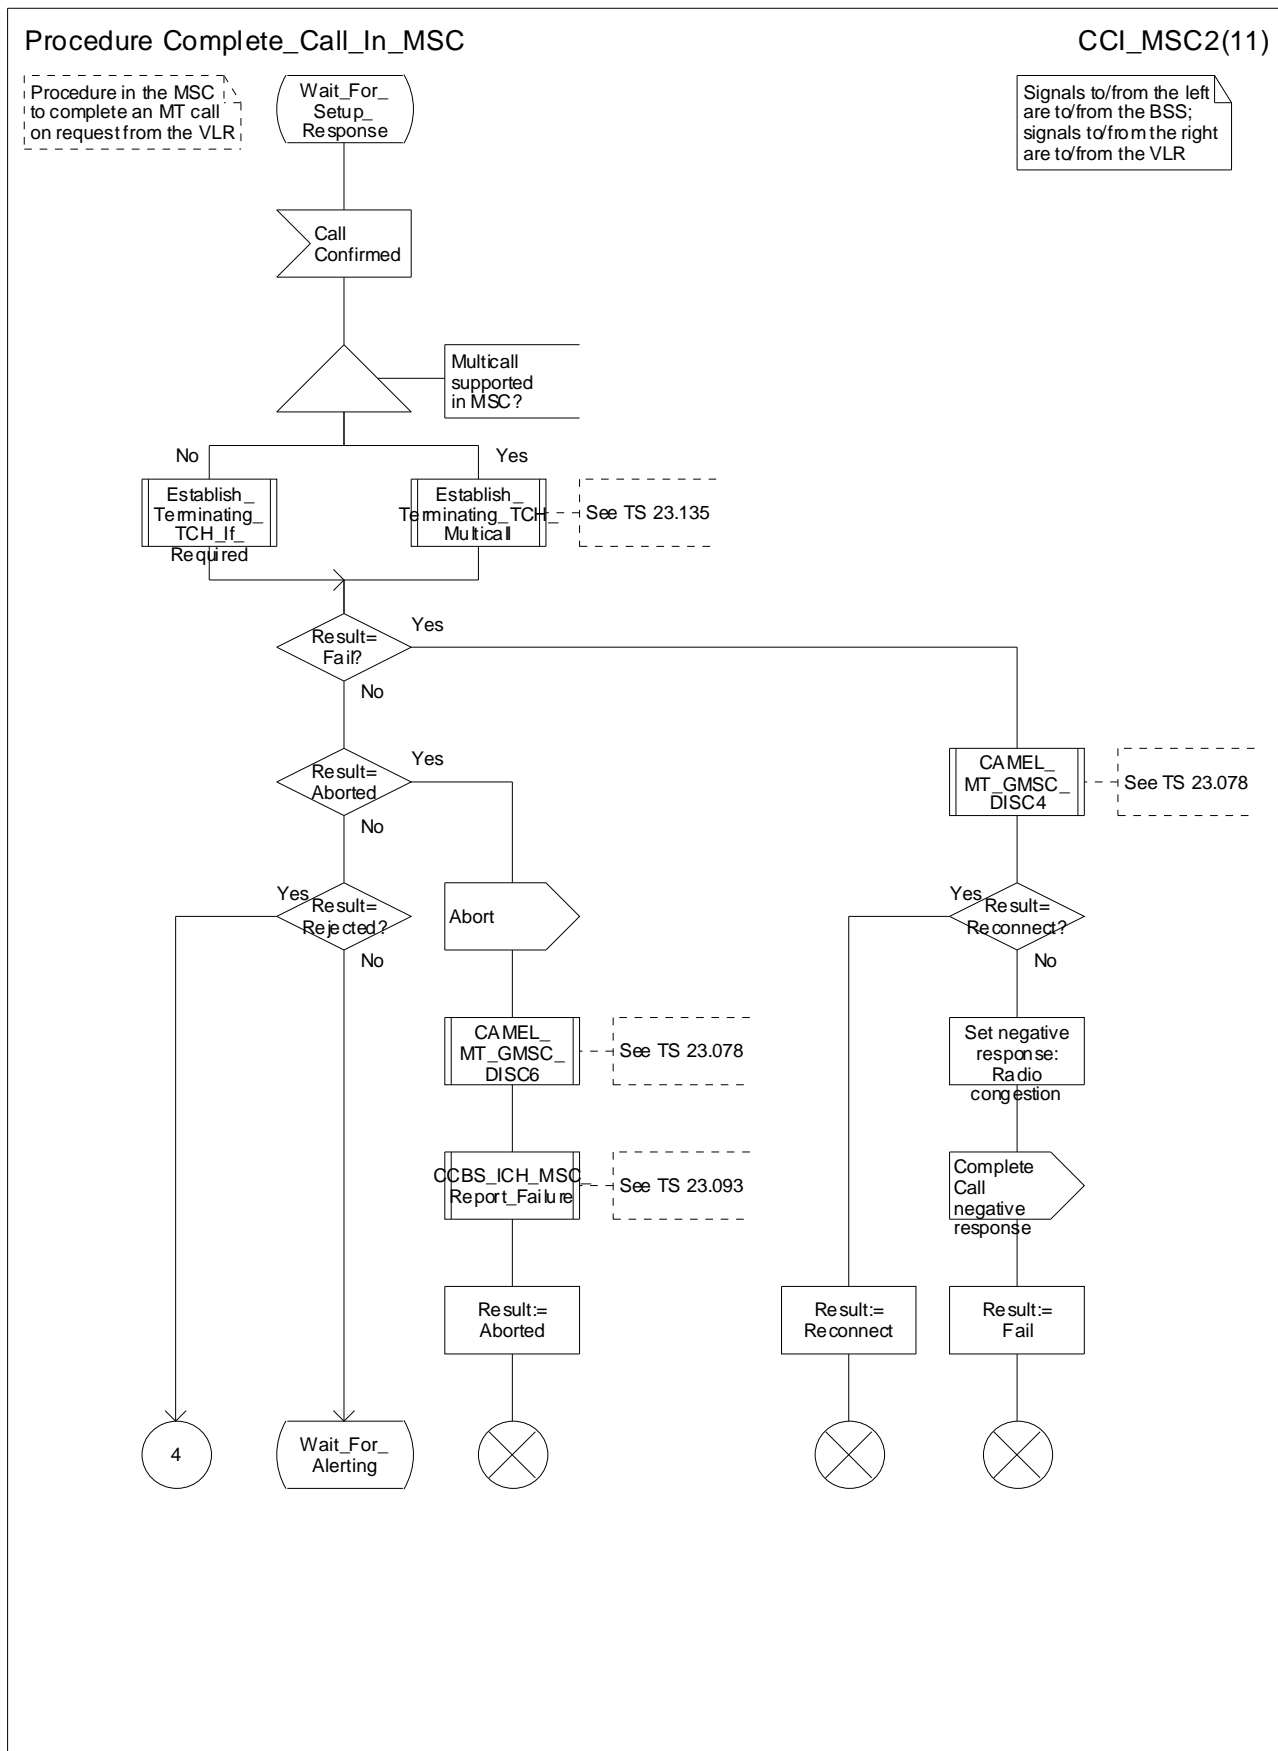 Procedure Complete_Call_In_MSC
CCI_MSC2(11)
Procedure in the MSC
to complete an MT call
on request from the VLR
Wait_For_
Setup_
Response
Signals to/from the left
are to/from the BSS;
signals to/from the right
are to/from the VLR
Call
Confirmed
Multicall
supported
in MSC?
No
Yes
Establish_
Terminating_
TCH_If_
Required
Establish_
Terminating_TCH_
Multicall
See TS 23.135
Result=
Fail?
Yes
No
Result=
Aborted
Yes
No
CAMEL_
MT_GMSC_
DISC4
See TS 23.078
Yes
Result=
Rejected?
No
Abort
Yes
Result=
Reconnect?
No
CAMEL_
MT_GMSC_
DISC6
See TS 23.078
Set negative
response:
Radio
congestion
CCBS_ICH_MSC_
Report_Failure
See TS 23.093
Complete
Call
negative
response
Result:=
Aborted
Result:=
Reconnect
Result:=
Fail
4
Wait_For_
Alerting